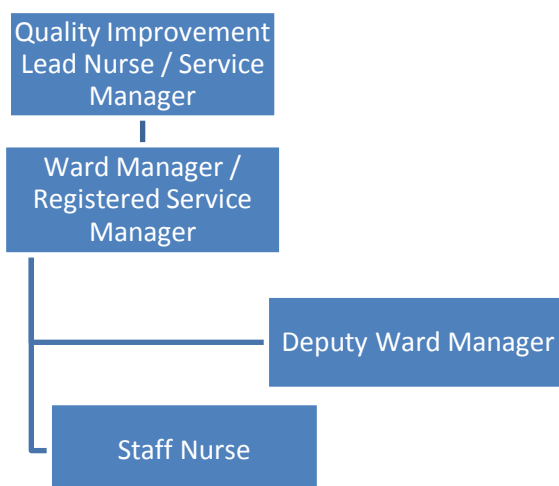 Quality Improvement
Lead Nurse / Service
Manager
Ward Manager /
Registered Service
Manager
Deputy Ward Manager
Staff Nurse